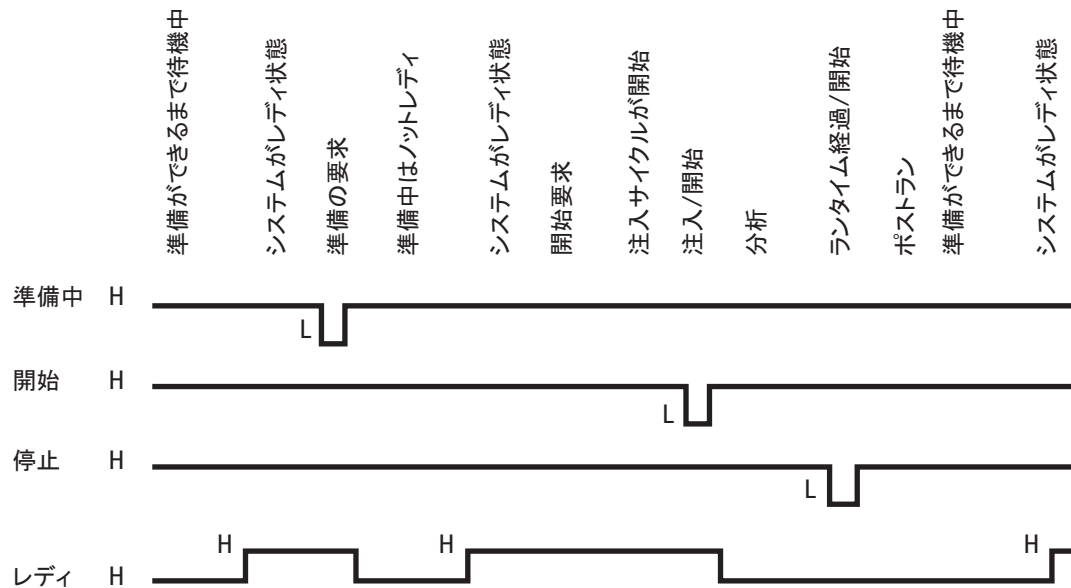 準備ができるまで待機中
システムがレディ状態
準備の要求
準備中はノットレディ
システムがレディ状態
開始要求
注入サイクルが開始
注入/開始
分析
ランタイム経過/開始
ポストラン
準備ができるまで待機中
システムがレディ状態
準備中 H
L
開始 H
L
停止 H
L
H H H
レディ H